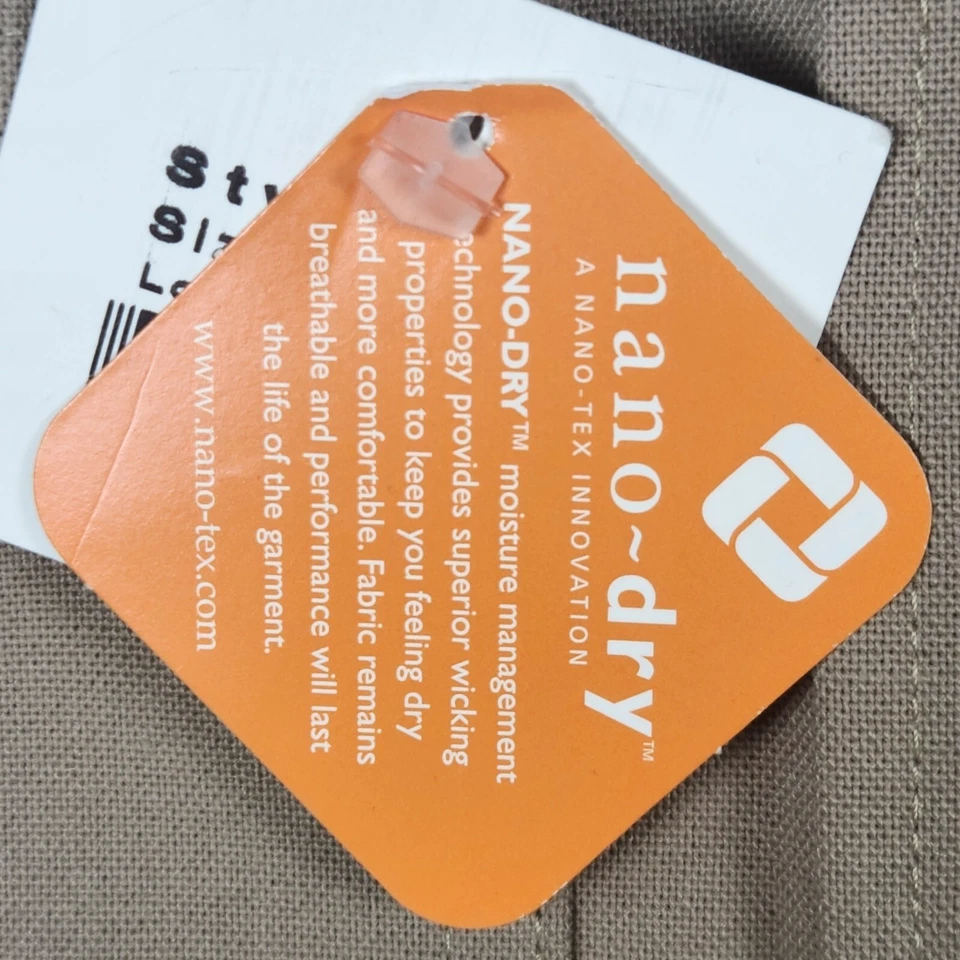 nano~dry™
A NANO-TEX INNOVATION
NANO-DRY™ moisture management
echnology provides superior wicking
properties to keep you feeling dry
and more comfortable. Fabric remains
breathable and performance will last
the life of the garment.
www.nano-tex.com